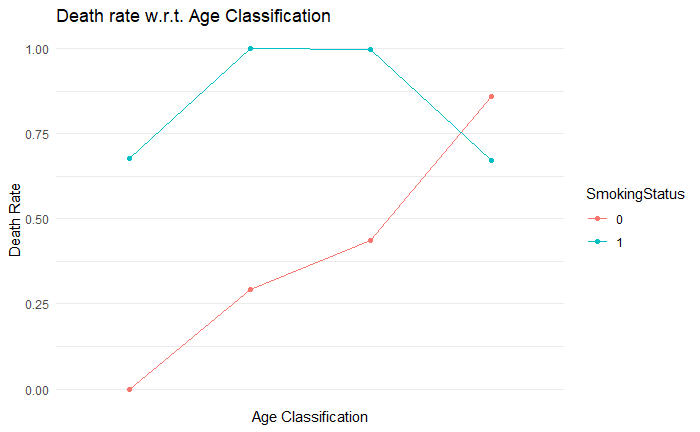 Death rate w.r.t. Age Classification
1.00
0.75
0.50
0.25
0.00
Death Rate
Age Classification
SmokingStatus
0
1